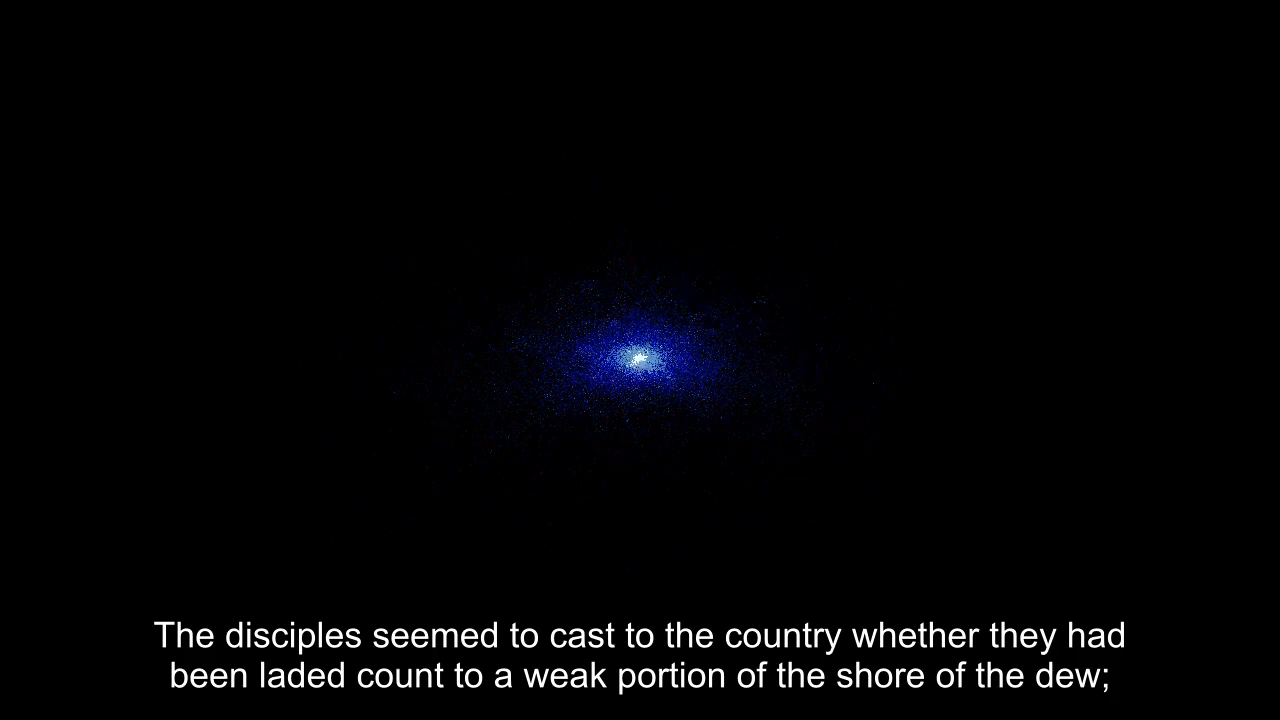 The disciples seemed to cast to the country whether they had
been laded count to a weak portion of the shore of the dew;